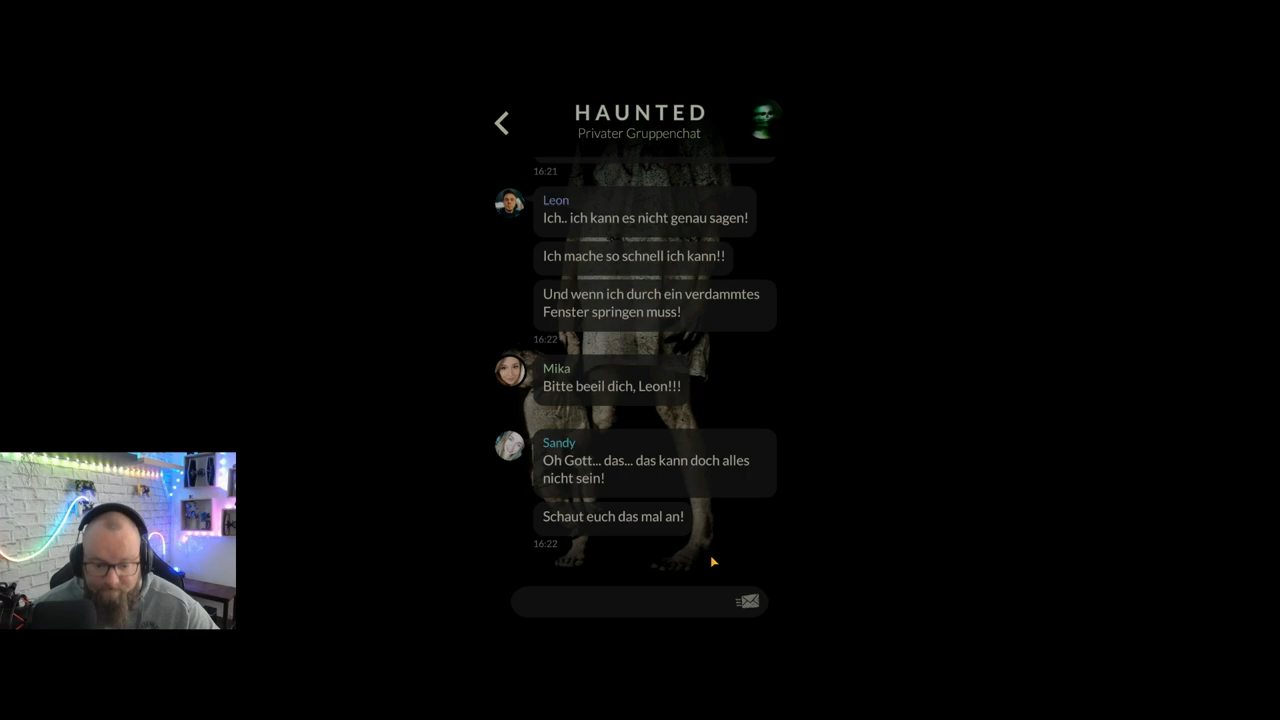 HAUNTED
Privater Gruppenchat
16:21
Leon
Ich.. ich kann es nicht genau sagen!
Ich mache so schnell ich kann!!
Und wenn ich durch ein verdammtes
Fenster springen muss!
16:22
Mika
Bitte beeil dich, Leon!!!
16:22
Sandy
Oh Gott... das... das kann doch alles
nicht sein!
Schaut euch das mal an!
16:22